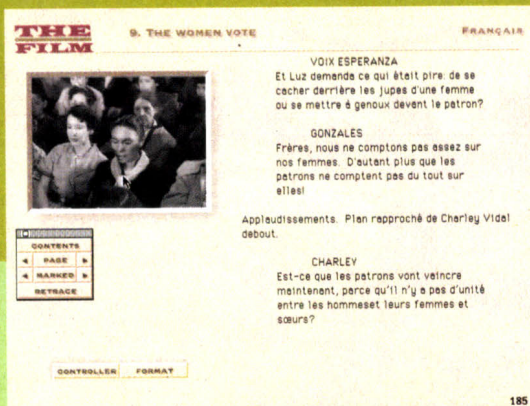 THE
FILM
9. THE WOMEN VOTE
FRANÇAIS
VOIX ESPERANZA
Et Luz demanda ce qui êtait pire: de se
cacher derrière les jupes d'une femme
ou se mettre á genoux devant le patron?
GONZALES
Frères, nous ne comptons pas assez sur
nos femmes. D'autant plus que les
patrons ne comptent pas du tout sur
elles!
Applaudissements. Plan rapproché de Charley Vidal
debout.
CHARLEY
Est-ce que les patrons vont vaincre
maintenant, parce qu'il n'y a pas d'unité
entre les hommeset leurs femmes et
sœurs?
CONTENTS
PAGE
MARKED
RETRACE
CONTROLLER FORMAT
185